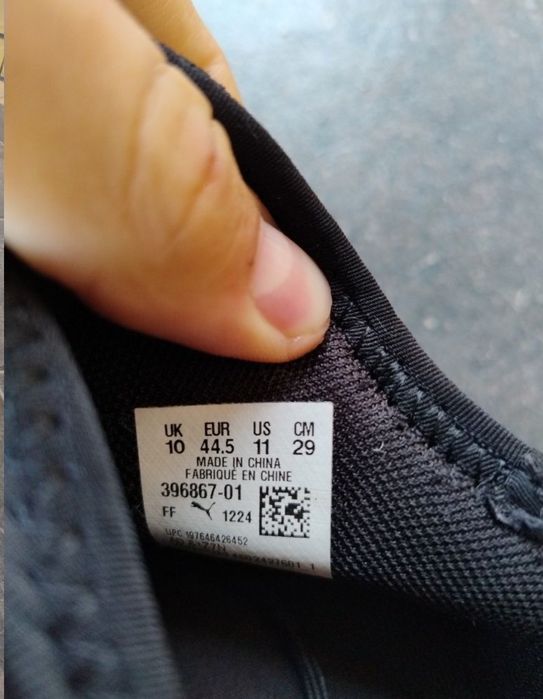 UK EUR US CM
10 44.5 11 29
MADE IN CHINA
FABRIQUÉ EN CHINE
396867-01
FF 1224
UPC 197646426452